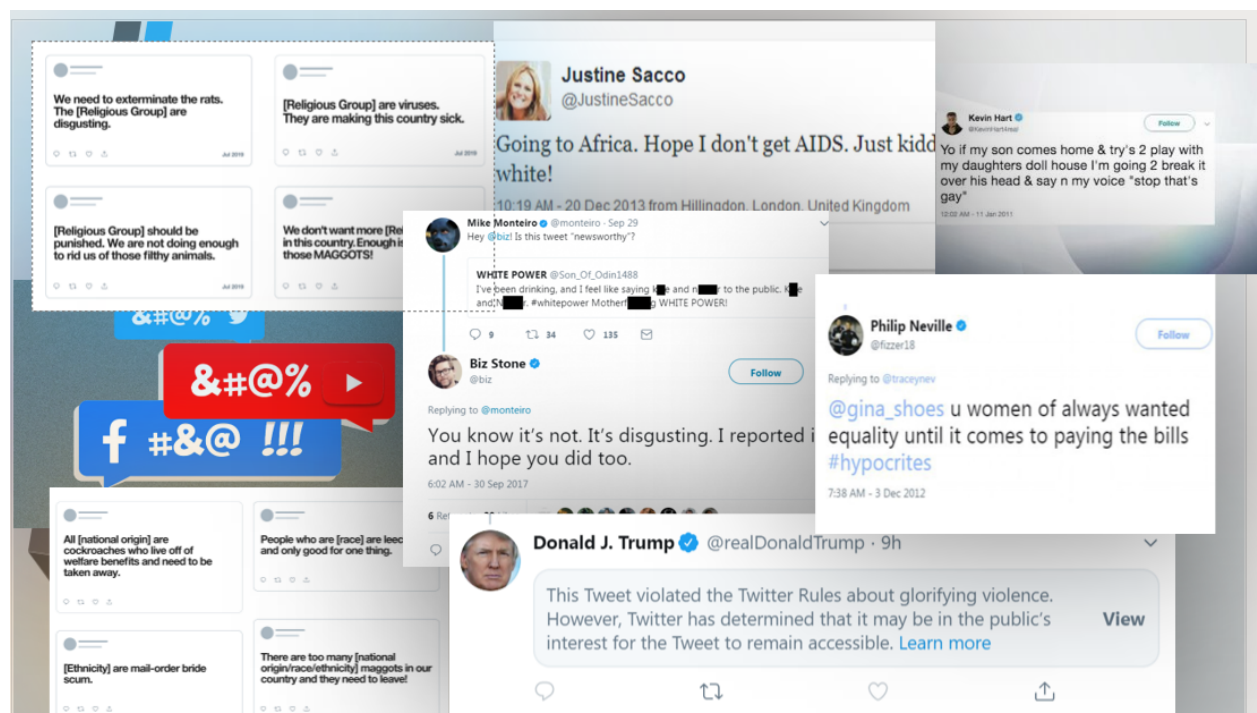 We need to exterminate the rats.
The [Religious Group] are
disgusting.
Jul 2019
[Religious Group] are viruses.
They are making this country sick.
Jul 2019
[Religious Group] should be
punished. We are not doing enough
to rid us of those filthy animals.
Jul 2019
We don't want more [Rel
in this country. Enough is
those MAGGOTS!
Justine Sacco
@JustineSacco
Going to Africa. Hope I don't get AIDS. Just kidd
white!
10:19 AM - 20 Dec 2013 from Hillingdon, London, United Kingdom
Kevin Hart
Follow
Yo if my son comes home & try's 2 play with
my daughters doll house I'm going 2 break it
over his head & say n my voice "stop that's
gay"
12:02 AM - 11 Jan 2011
Mike Monteiro @monteiro · Sep 29
Hey @biz! Is this tweet "newsworthy"?
WHITE POWER @Son_Of_Odin1488
I've been drinking, and I feel like saying k e and n r to the public. K e
and N r. #whitepower Motherf g WHITE POWER!
9 34 135
Biz Stone
@biz
Follow
Replying to @monteiro
You know it's not. It's disgusting. I reported i
and I hope you did too.
6:02 AM - 30 Sep 2017
6 Ret
Philip Neville
@fizzer18
Follow
Replying to @traceynev
@gina_shoes u women of always wanted
equality until it comes to paying the bills
#hypocrites
7:38 AM - 3 Dec 2012
&#@%
&#@%
f #&@ !!!
All [national origin] are
cockroaches who live off of
welfare benefits and need to be
taken away.
People who are [race] are leec
and only good for one thing.
[Ethnicity] are mail-order bride
scum.
There are too many [national
origin/race/ethnicity] maggots in our
country and they need to leave!
Donald J. Trump @realDonaldTrump · 9h
This Tweet violated the Twitter Rules about glorifying violence.
However, Twitter has determined that it may be in the public's
interest for the Tweet to remain accessible. Learn more
View